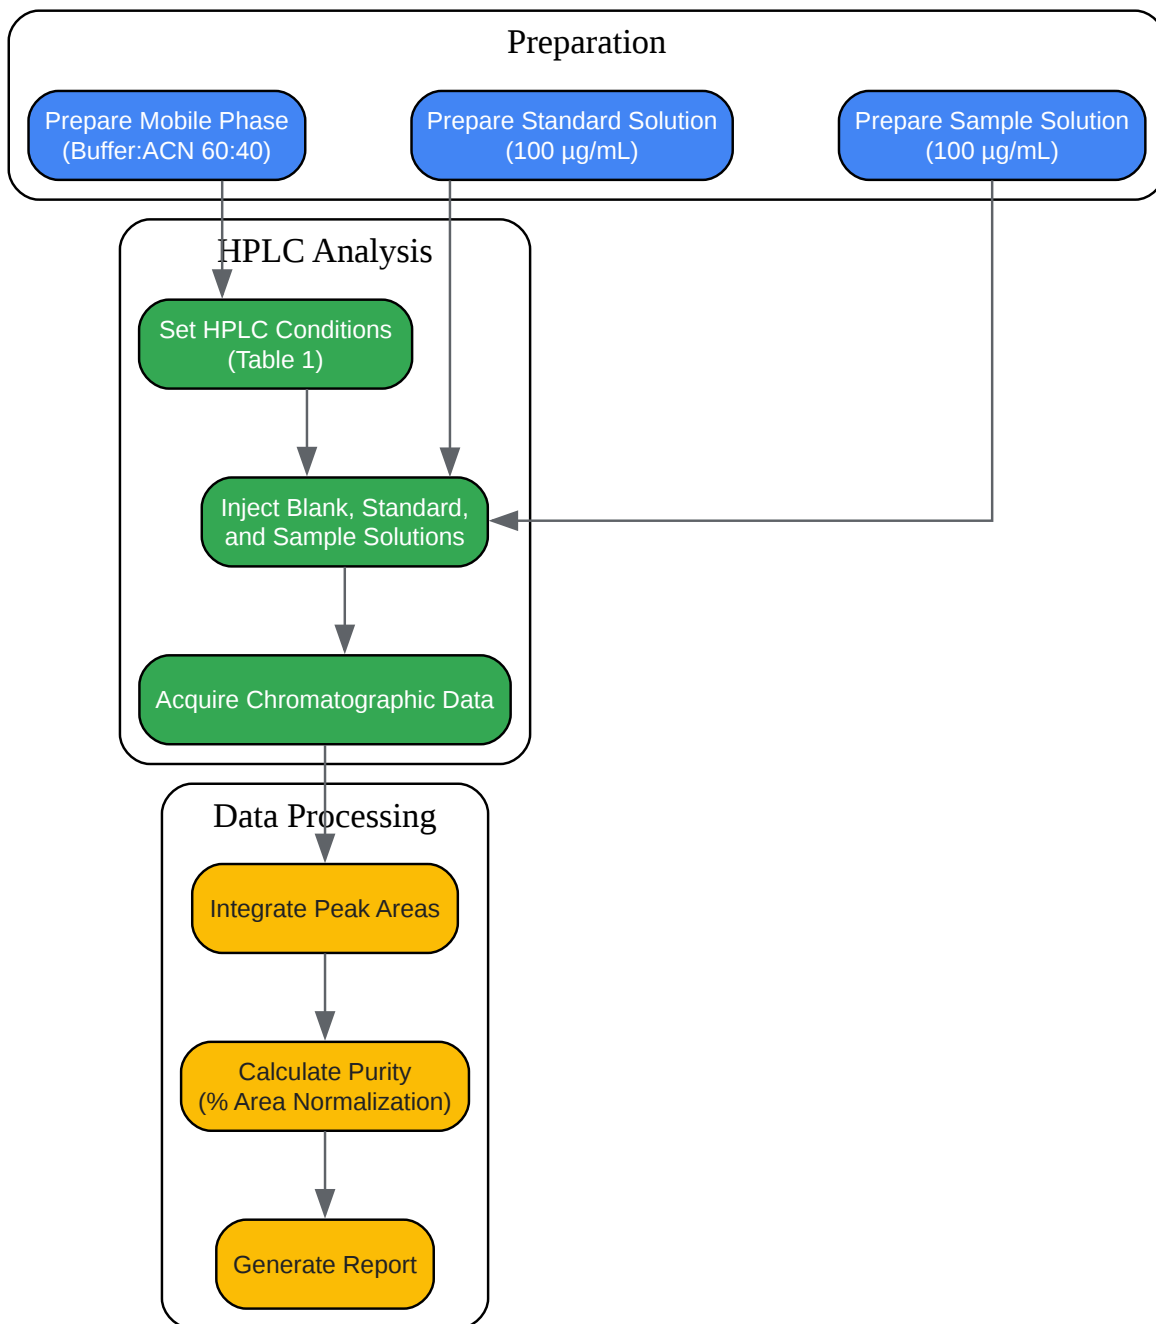 Preparation
Prepare Mobile Phase
(Buffer:ACN 60:40)
Prepare Standard Solution
(100 µg/mL)
Prepare Sample Solution
(100 µg/mL)
HPLC Analysis
Set HPLC Conditions
(Table 1)
Inject Blank, Standard,
and Sample Solutions
Acquire Chromatographic Data
Data Processing
Integrate Peak Areas
Calculate Purity
(% Area Normalization)
Generate Report